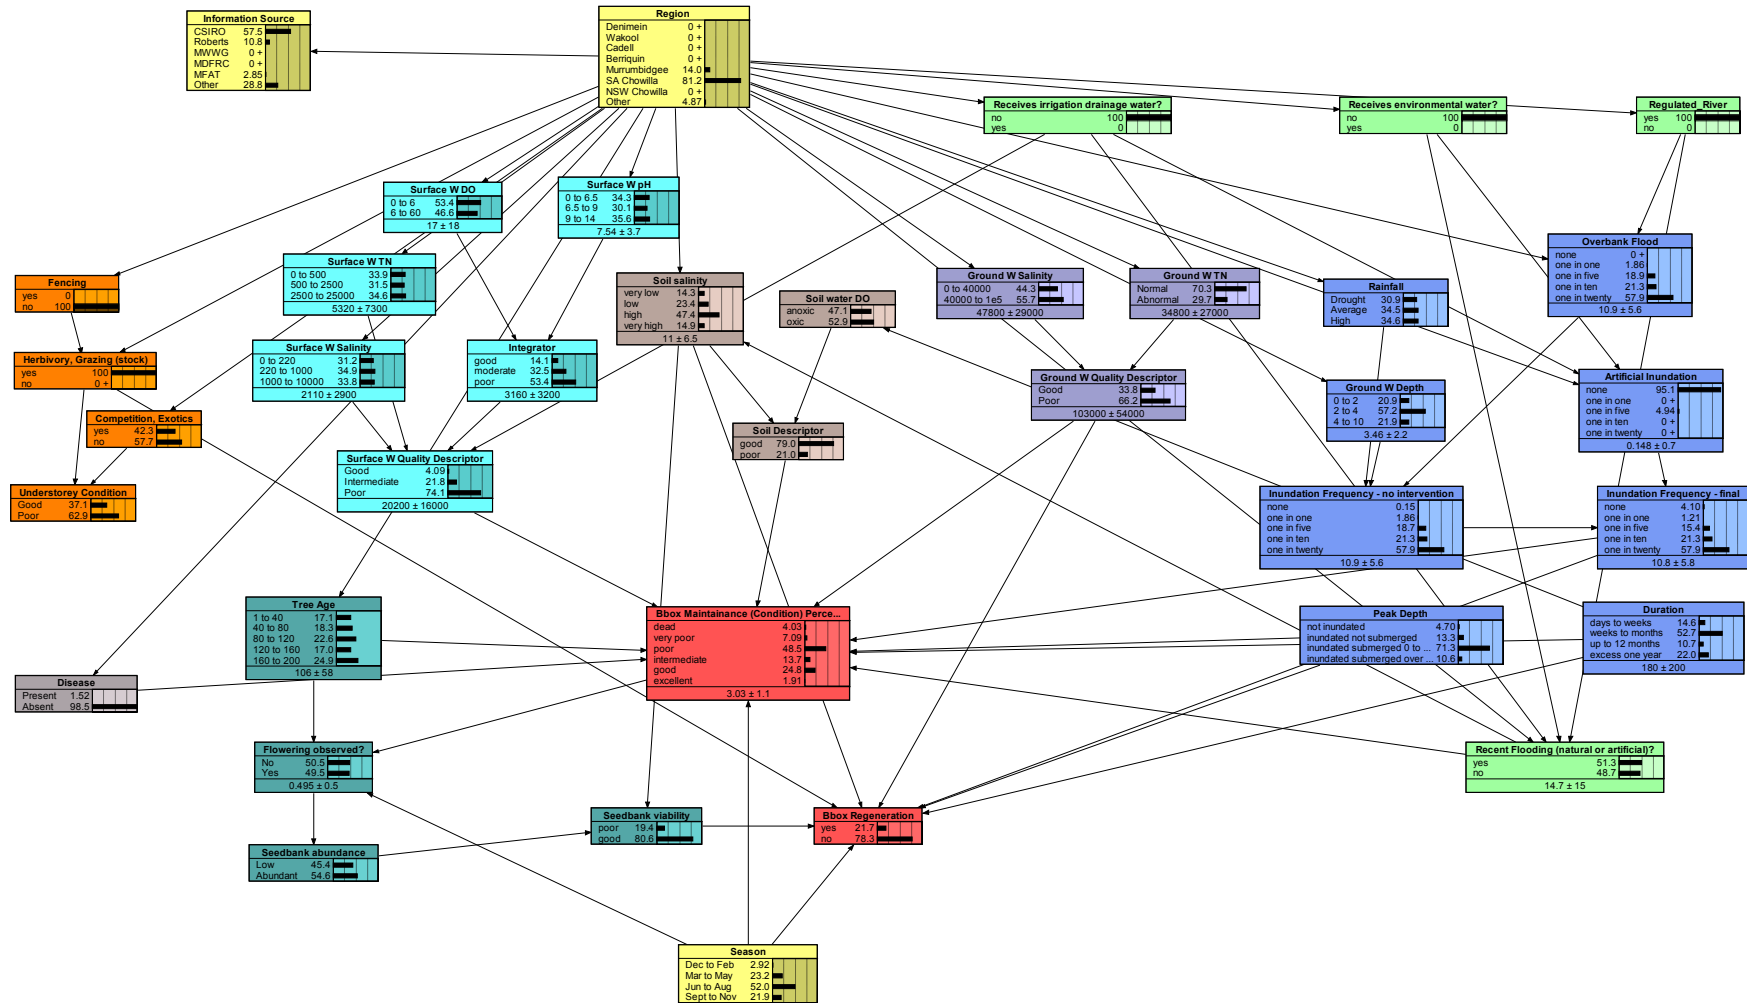 Information Source
CSIRO 57.5
Roberts 10.8
MWWG 0 +
MDFRC 0 +
MFAT 2.85
Other 28.8
Region
Denimein 0 +
Wakool 0 +
Cadell 0 +
Berriquin 0 +
Murrumbidgee 14.0
SA Chowilla 81.2
NSW Chowilla 0 +
Other 4.87
Receives irrigation drainage water?
no 100
yes 0
Receives environmental water?
no 100
yes 0
Regulated_River
yes 100
no 0
Surface W DO
0 to 6 53.4
6 to 60 46.6
17 ± 18
Surface W pH
0 to 6.5 34.3
6.5 to 9 30.1
9 to 14 35.6
7.54 ± 3.7
Overbank Flood
none 0 +
one in one 1.86
one in five 18.9
one in ten 21.3
one in twenty 57.9
10.9 ± 5.6
Surface W TN
0 to 500 33.9
500 to 2500 31.5
2500 to 25000 34.6
5320 ± 7300
Fencing
yes 0
no 100
Soil salinity
very low 14.3
low 23.4
high 47.4
very high 14.9
11 ± 6.5
Soil water DO
anoxic 47.1
oxic 52.9
Ground W Salinity
0 to 40000 44.3
40000 to 1e5 55.7
47800 ± 29000
Ground W TN
Normal 70.3
Abnormal 29.7
34800 ± 27000
Rainfall
Drought 30.9
Average 34.5
High 34.6
Herbivory, Grazing (stock)
yes 100
no 0 +
Surface W Salinity
0 to 220 31.2
220 to 1000 34.9
1000 to 10000 33.8
2110 ± 2900
Integrator
good 14.1
moderate 32.5
poor 53.4
3160 ± 3200
Ground W Quality Descriptor
Good 33.8
Poor 66.2
103000 ± 54000
Ground W Depth
0 to 2 20.9
2 to 4 57.2
4 to 10 21.9
3.46 ± 2.2
Artificial Inundation
none 95.1
one in one 0 +
one in five 4.94
one in ten 0 +
one in twenty 0 +
0.148 ± 0.7
Competition, Exotics
yes 42.3
no 57.7
Soil Descriptor
good 79.0
poor 21.0
Surface W Quality Descriptor
Good 4.09
Intermediate 21.8
Poor 74.1
20200 ± 16000
Understorey Condition
Good 37.1
Poor 62.9
Inundation Frequency - no intervention
none 0.15
one in one 1.86
one in five 18.7
one in ten 21.3
one in twenty 57.9
10.9 ± 5.6
Inundation Frequency - final
none 4.10
one in one 1.21
one in five 15.4
one in ten 21.3
one in twenty 57.9
10.8 ± 5.8
Tree Age
1 to 40 17.1
40 to 80 18.3
80 to 120 22.6
120 to 160 17.0
160 to 200 24.9
106 ± 58
Bbox Maintainance (Condition) Perce...
dead 4.03
very poor 7.09
poor 48.5
intermediate 13.7
good 24.8
excellent 1.91
3.03 ± 1.1
Peak Depth
not inundated 4.70
inundated not submerged 13.3
inundated submerged 0 to ... 71.3
inundated submerged over ... 10.6
Duration
days to weeks 14.6
weeks to months 52.7
up to 12 months 10.7
excess one year 22.0
180 ± 200
Disease
Present 1.52
Absent 98.5
Flowering observed?
No 50.5
Yes 49.5
0.495 ± 0.5
Recent Flooding (natural or artificial)?
yes 51.3
no 48.7
14.7 ± 15
Seedbank viability
poor 19.4
good 80.6
Bbox Regeneration
yes 21.7
no 78.3
Seedbank abundance
Low 45.4
Abundant 54.6
Season
Dec to Feb 2.92
Mar to May 23.2
Jun to Aug 52.0
Sept to Nov 21.9